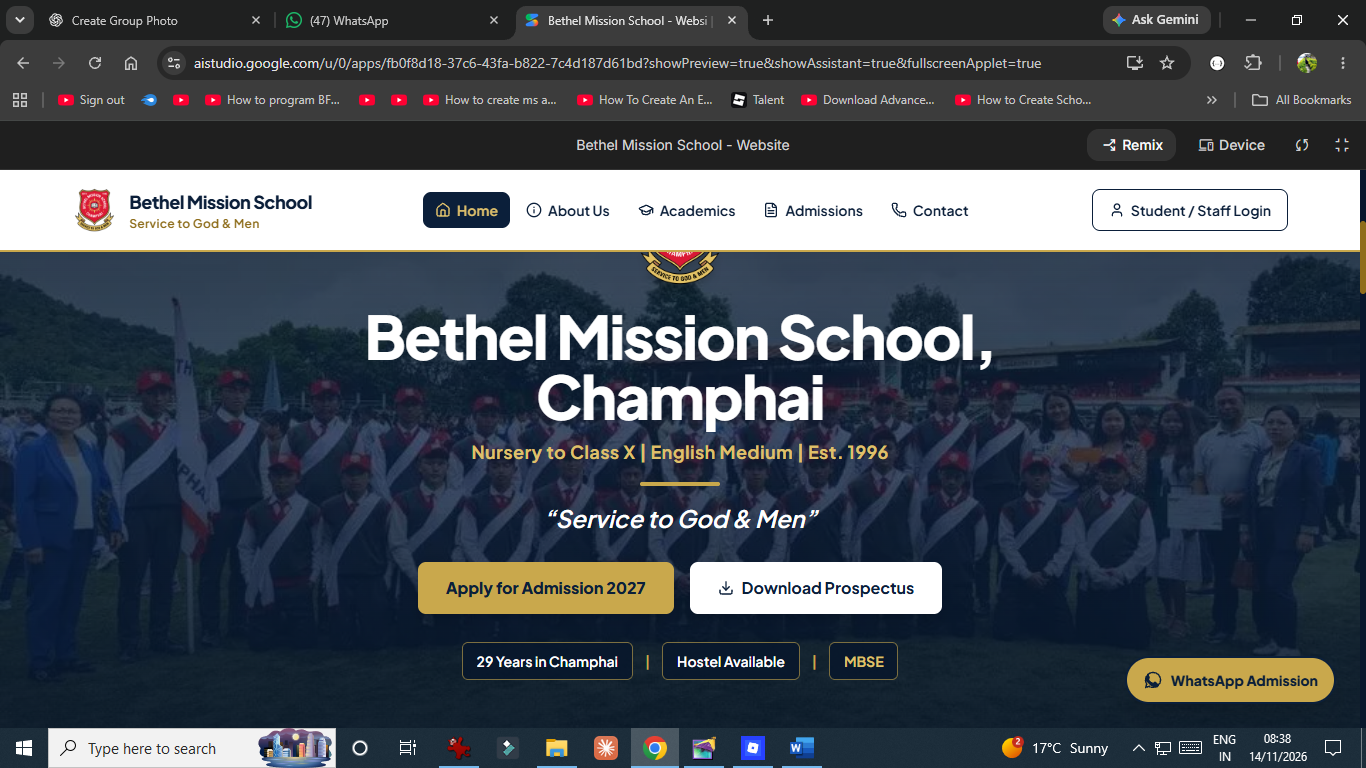 Create Group Photo
(47) WhatsApp
Bethel Mission School - Websi
Ask Gemini
aistudio.google.com/u/0/apps/fb0f8d18-37c6-43fa-b822-7c4d187d61bd?showPreview=true&showAssistant=true&fullscreenApplet=true
Sign out
How to program BF...
How to create ms a...
How To Create An E...
Talent
Download Advance...
How to Create Scho...
»
All Bookmarks
Bethel Mission School - Website
Remix
Device
Bethel Mission School
Service to God & Men
Home
About Us
Academics
Admissions
Contact
Student / Staff Login
SERVICE TO GOD & MEN
Bethel Mission School,
Champhai
Nursery to Class X | English Medium | Est. 1996
“Service to God & Men”
Apply for Admission 2027
Download Prospectus
29 Years in Champhai | Hostel Available | MBSE
WhatsApp Admission
Type here to search
2
17°C Sunny
ENG
IN
08:38
14/11/2026